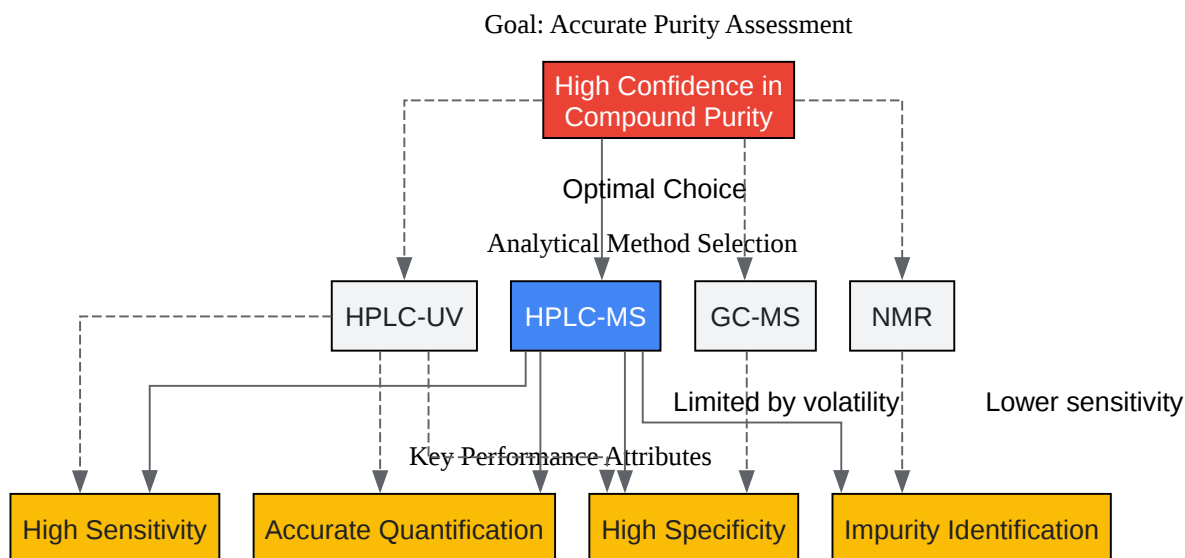 Goal: Accurate Purity Assessment
High Confidence in
Compound Purity
Optimal Choice
Analytical Method Selection
HPLC-UV
HPLC-MS
GC-MS
NMR
Limited by volatility
Lower sensitivity
Key Performance Attributes
High Sensitivity
Accurate Quantification
High Specificity
Impurity Identification